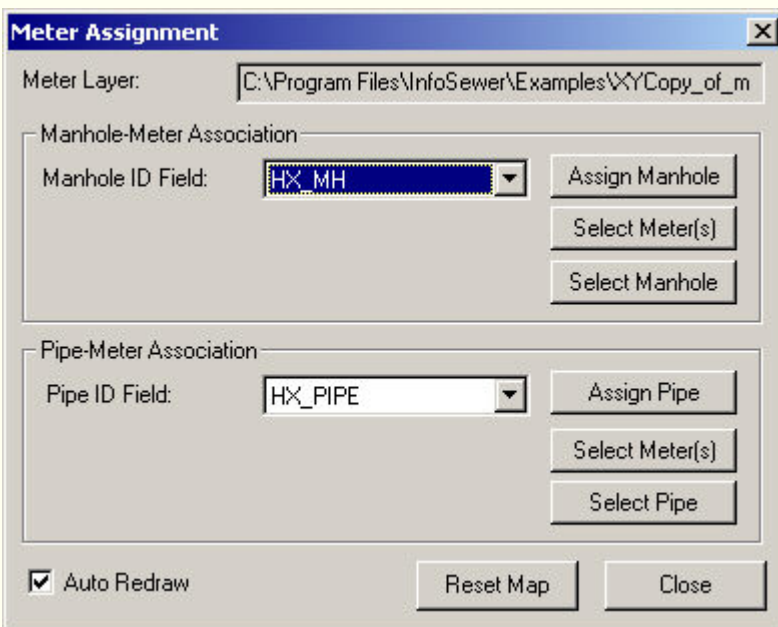 Meter Assignment
Meter Layer: C:\Program Files\InfoSewer\Examples\XYCopy_of_m
Manhole-Meter Association
Manhole ID Field: HX_MH Assign Manhole
Select Meter(s)
Select Manhole
Pipe-Meter Association
Pipe ID Field: HX_PIPE Assign Pipe
Select Meter(s)
Select Pipe
Auto Redraw Reset Map Close